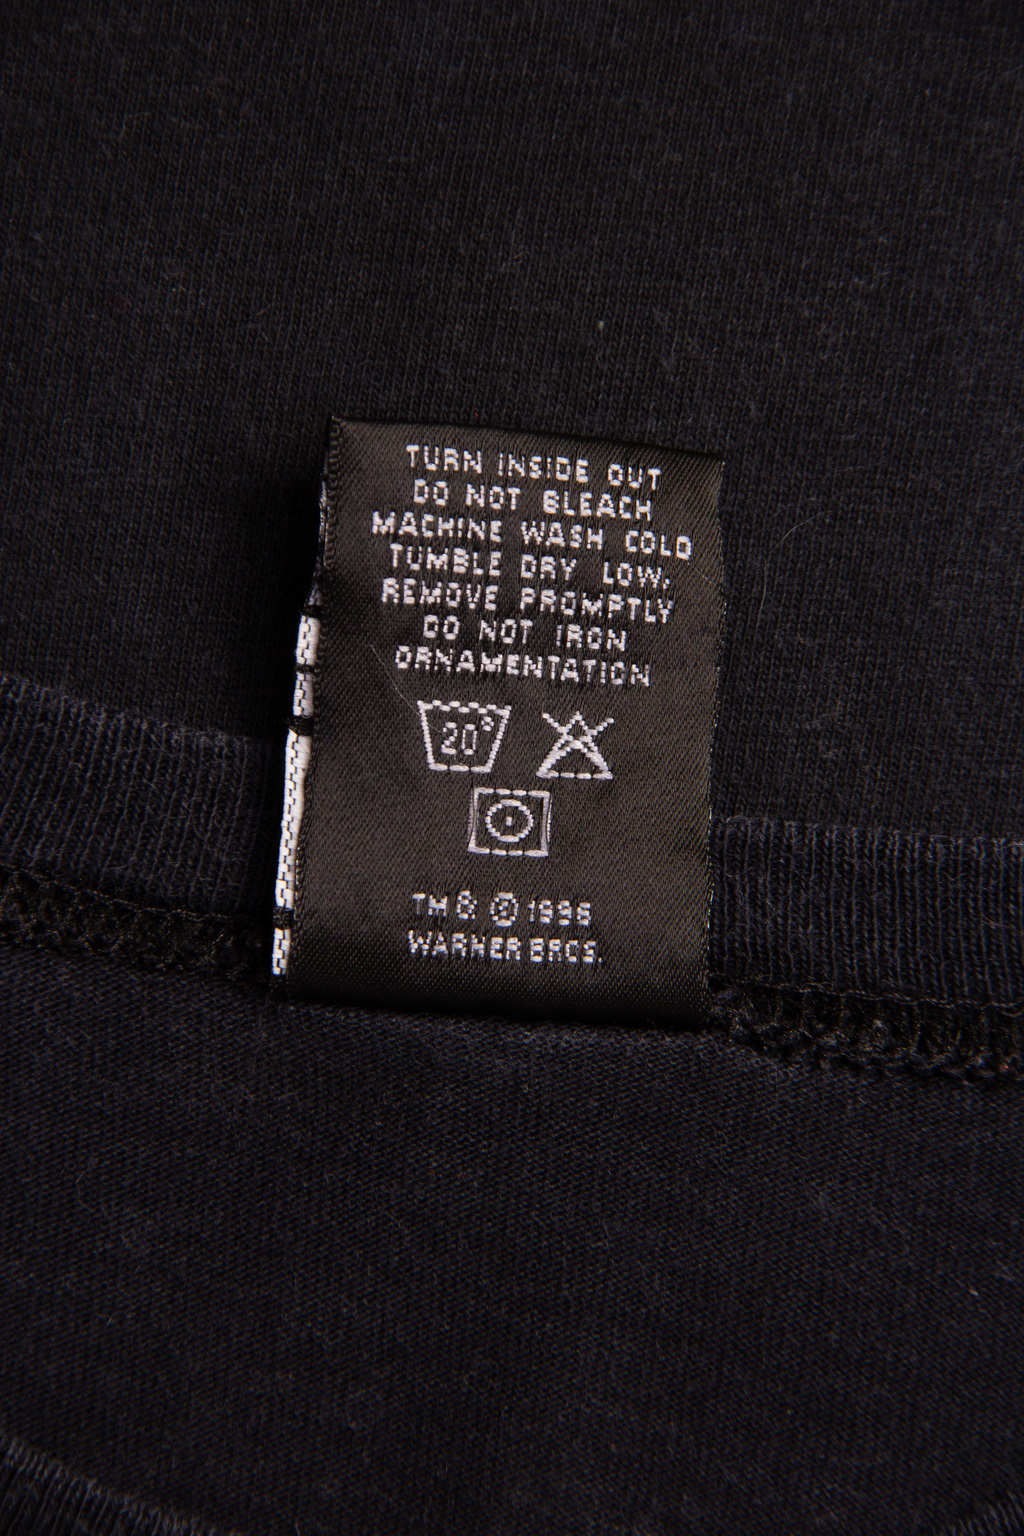 TURN INSIDE OUT
DO NOT BLEACH
MACHINE WASH COLD
TUMBLE DRY LOW,
REMOVE PROMPTLY
DO NOT IRON
ORNAMENTATION
20°
TM & ©
WARNER BROS.